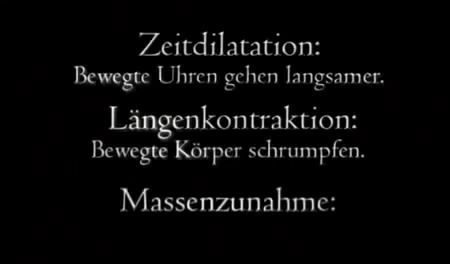 Zeitdilatation:
Bewegte Uhren gehen langsamer.
Längenkontraktion:
Bewegte Körper schrumpfen.
Massenzunahme: